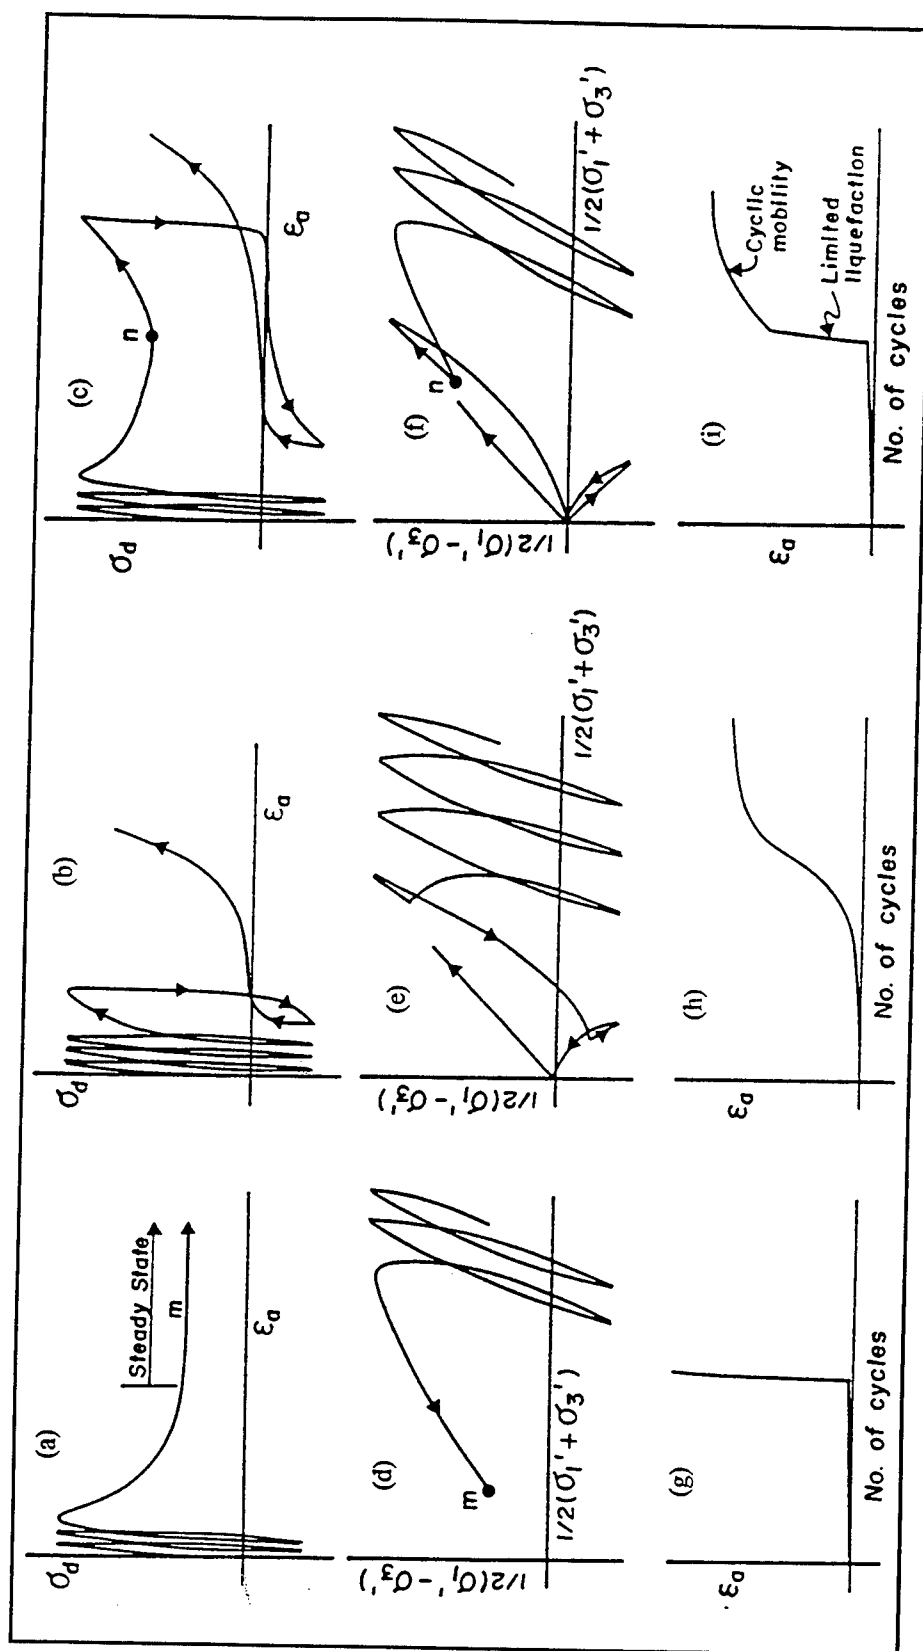 (a)
σd
Steady State
m
εa
(b)
σd
εa
(c)
σd
n
εa
(d)
1/2(σ1' - σ3')
m
1/2(σ1' + σ3')
(e)
1/2(σ1' - σ3')
1/2(σ1' + σ3')
(f)
1/2(σ1' - σ3')
n
1/2(σ1' + σ3')
(g)
εa
No. of cycles
(h)
εa
No. of cycles
(i)
εa
Cyclic
mobility
Limited
liquefaction
No. of cycles